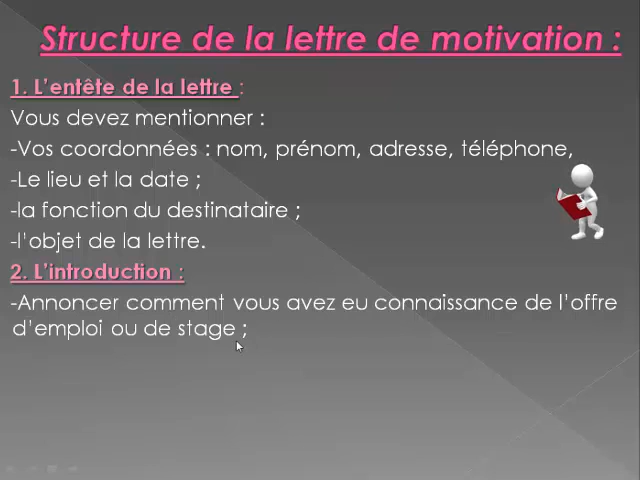 Structure de la lettre de motivation :
1. L'entête de la lettre :
Vous devez mentionner :
-Vos coordonnées : nom, prénom, adresse, téléphone,
-Le lieu et la date ;
-la fonction du destinataire ;
-l'objet de la lettre.
2. L'introduction :
-Annoncer comment vous avez eu connaissance de l'offre
d'emploi ou de stage ;